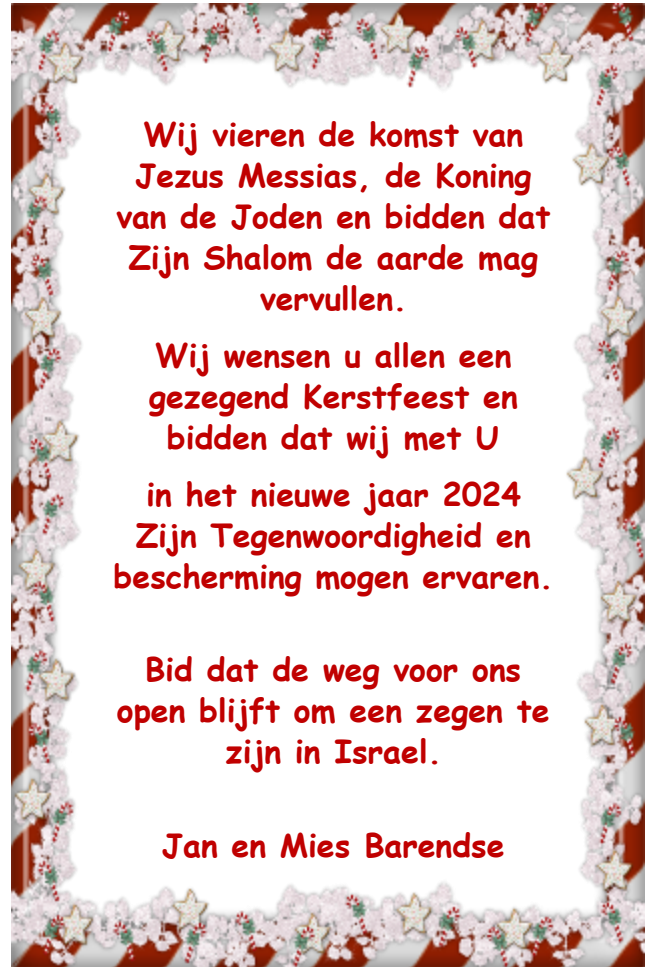 Wij vieren de komst van
Jezus Messias, de Koning
van de Joden en bidden dat
Zijn Shalom de aarde mag
vervullen.
Wij wensen u allen een
gezegend Kerstfeest en
bidden dat wij met U
in het nieuwe jaar 2024
Zijn Tegenwoordigheid en
bescherming mogen ervaren.
Bid dat de weg voor ons
open blijft om een zegen te
zijn in Israel.
Jan en Mies Barendse